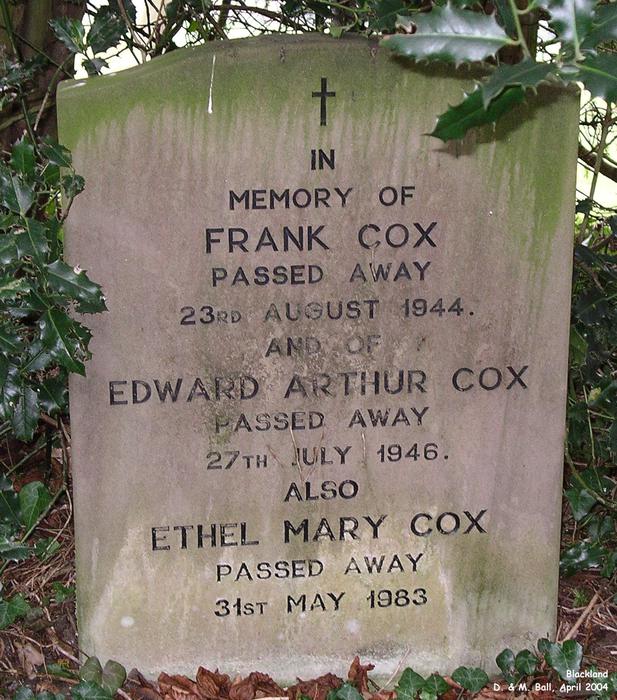 IN
MEMORY OF
FRANK COX
PASSED AWAY
23RD AUGUST 1944.
AND OF
EDWARD ARTHUR COX
PASSED AWAY
27TH JULY 1946.
ALSO
ETHEL MARY COX
PASSED AWAY
31ST MAY 1983
Blackland
D. & M. Ball, April 2004